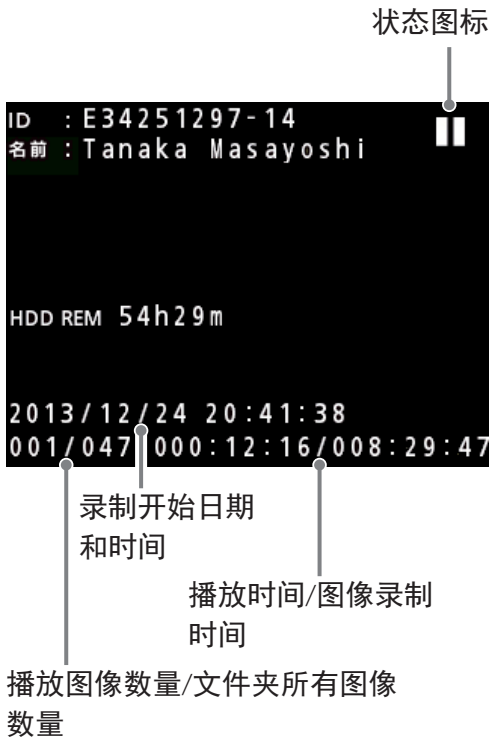 状态图标
ID : E34251297-14
名前 : Tanaka Masayoshi
HDD REM 54h29m
2013/12/24 20:41:38
001/047 000:12:16/008:29:47
录制开始日期
和时间
播放时间/图像录制
时间
播放图像数量/文件夹所有图像
数量